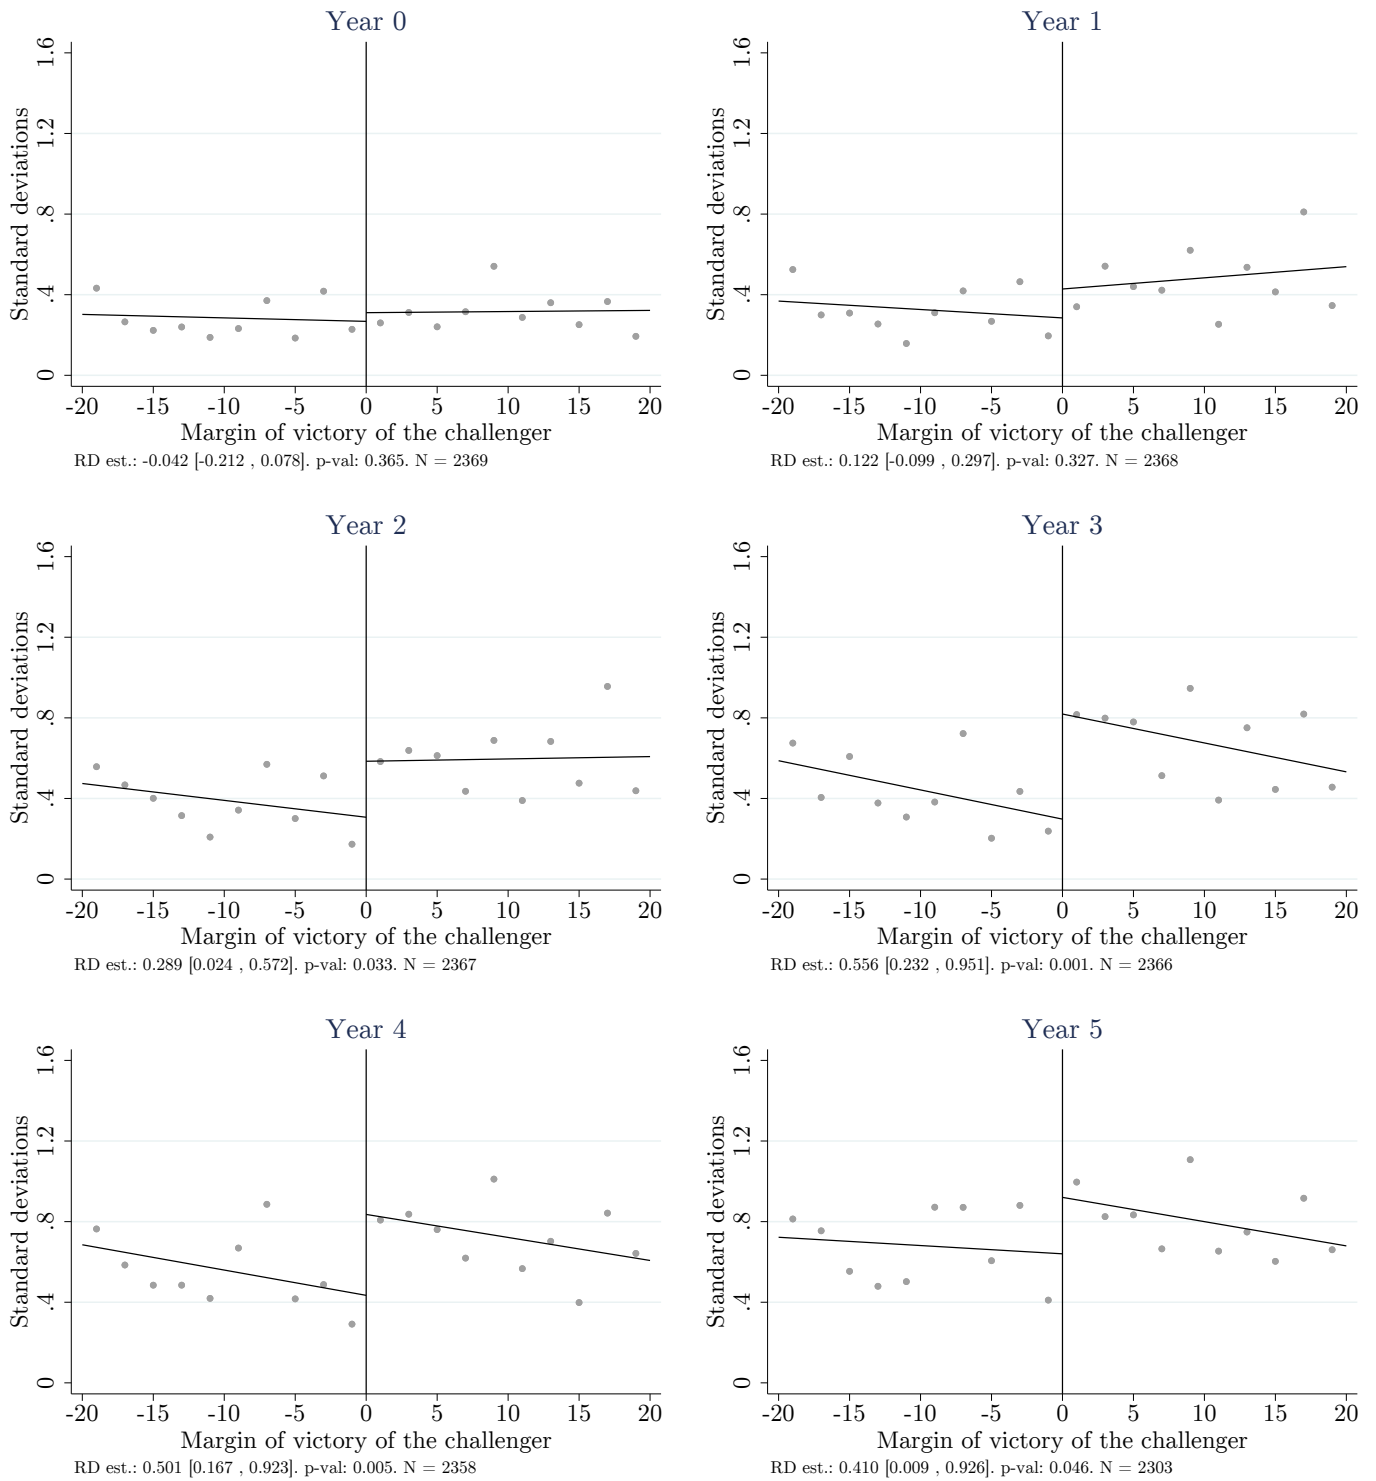 Year 0
Standard deviations
0 .4 .8 1.2 1.6
-20 -15 -10 -5 0 5 10 15 20
Margin of victory of the challenger
RD est.: -0.042 [-0.212 , 0.078]. p-val: 0.365. N = 2369
Year 1
Standard deviations
0 .4 .8 1.2 1.6
-20 -15 -10 -5 0 5 10 15 20
Margin of victory of the challenger
RD est.: 0.122 [-0.099 , 0.297]. p-val: 0.327. N = 2368
Year 2
Standard deviations
0 .4 .8 1.2 1.6
-20 -15 -10 -5 0 5 10 15 20
Margin of victory of the challenger
RD est.: 0.289 [0.024 , 0.572]. p-val: 0.033. N = 2367
Year 3
Standard deviations
0 .4 .8 1.2 1.6
-20 -15 -10 -5 0 5 10 15 20
Margin of victory of the challenger
RD est.: 0.556 [0.232 , 0.951]. p-val: 0.001. N = 2366
Year 4
Standard deviations
0 .4 .8 1.2 1.6
-20 -15 -10 -5 0 5 10 15 20
Margin of victory of the challenger
RD est.: 0.501 [0.167 , 0.923]. p-val: 0.005. N = 2358
Year 5
Standard deviations
0 .4 .8 1.2 1.6
-20 -15 -10 -5 0 5 10 15 20
Margin of victory of the challenger
RD est.: 0.410 [0.009 , 0.926]. p-val: 0.046. N = 2303